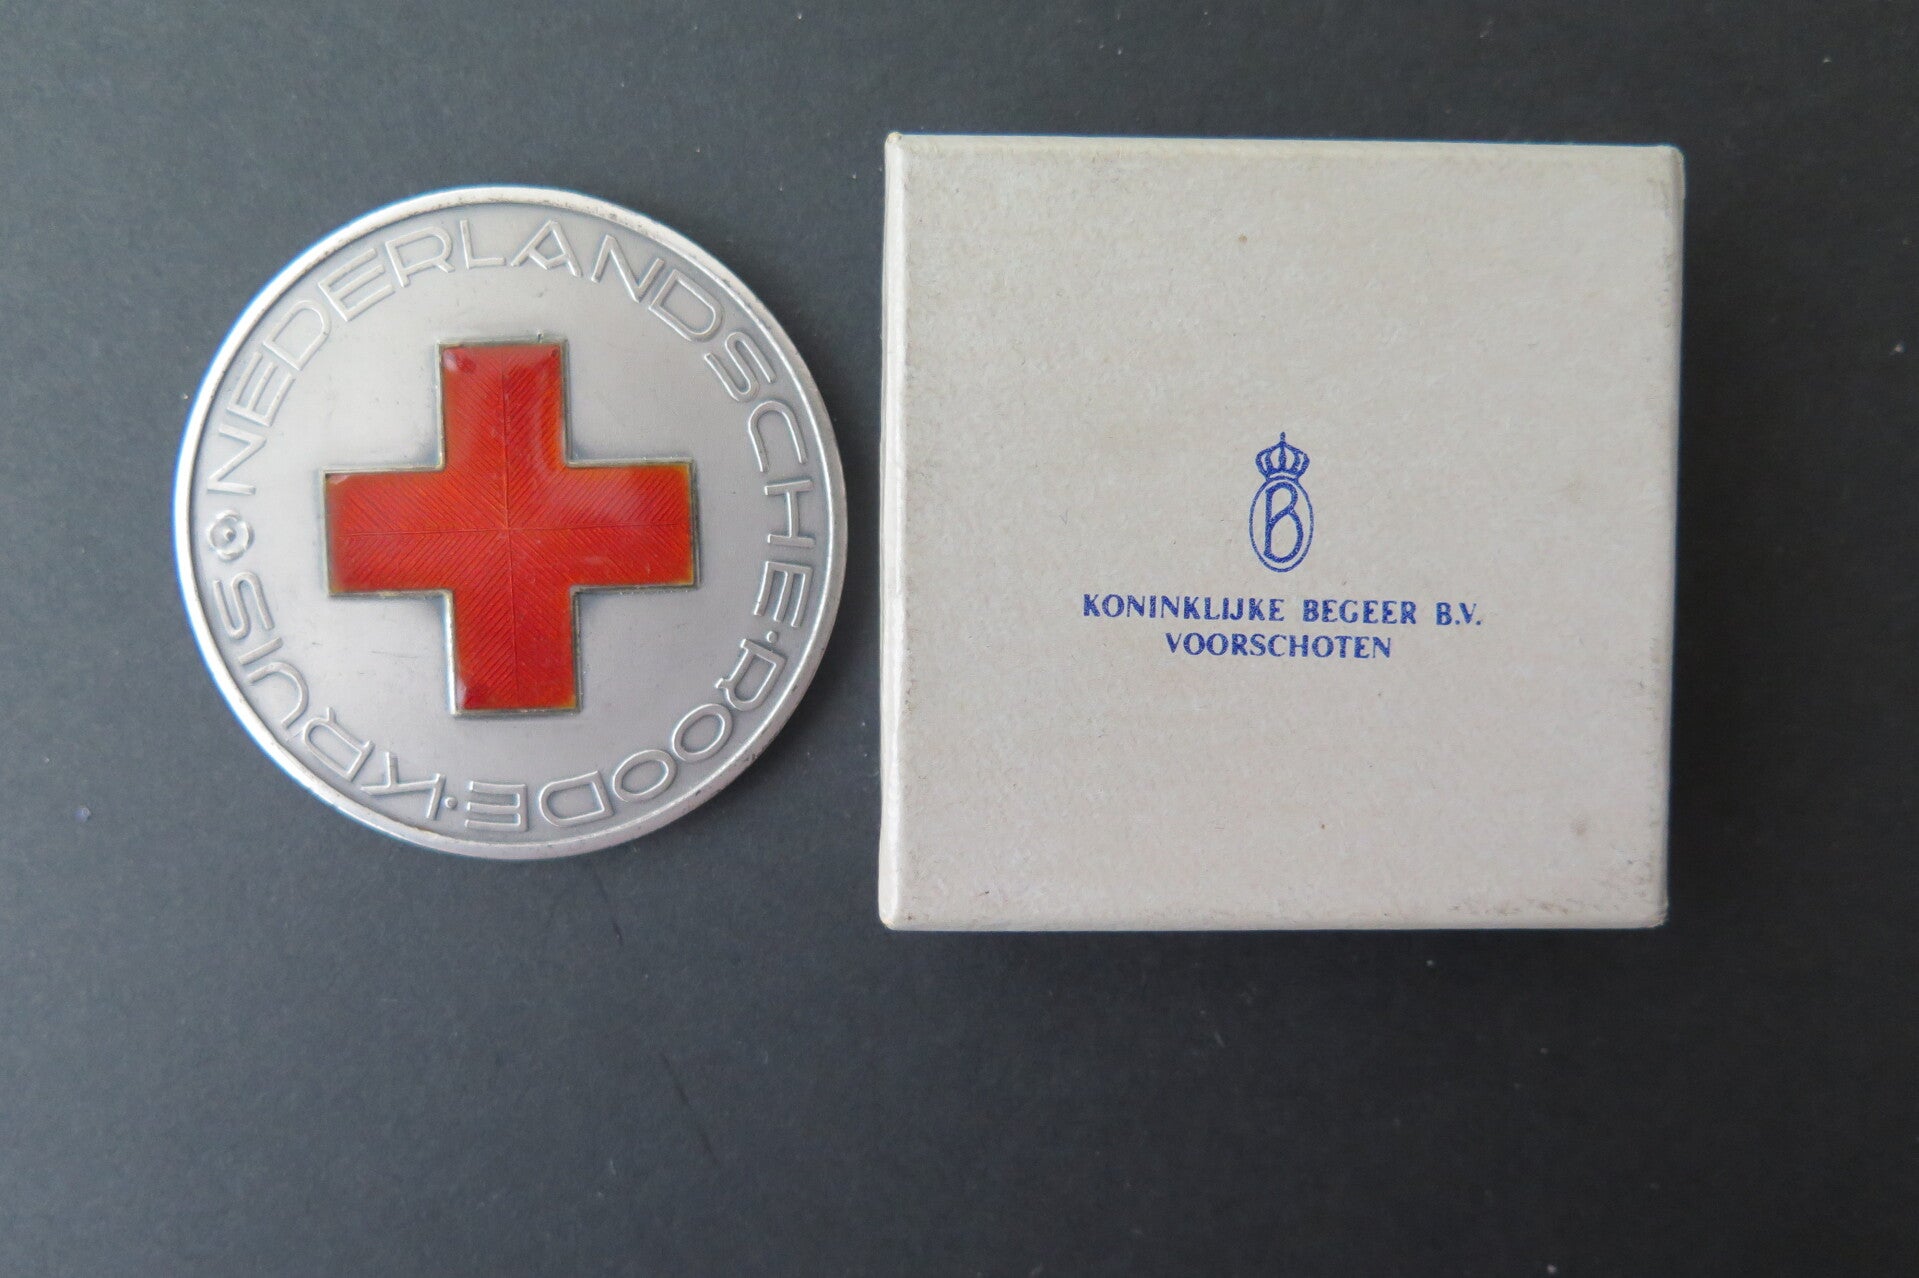 NEDERLANDSCHE·ROODE·KRUIS
B
KONINKLIJKE BEGEER B.V.
VOORSCHOTEN